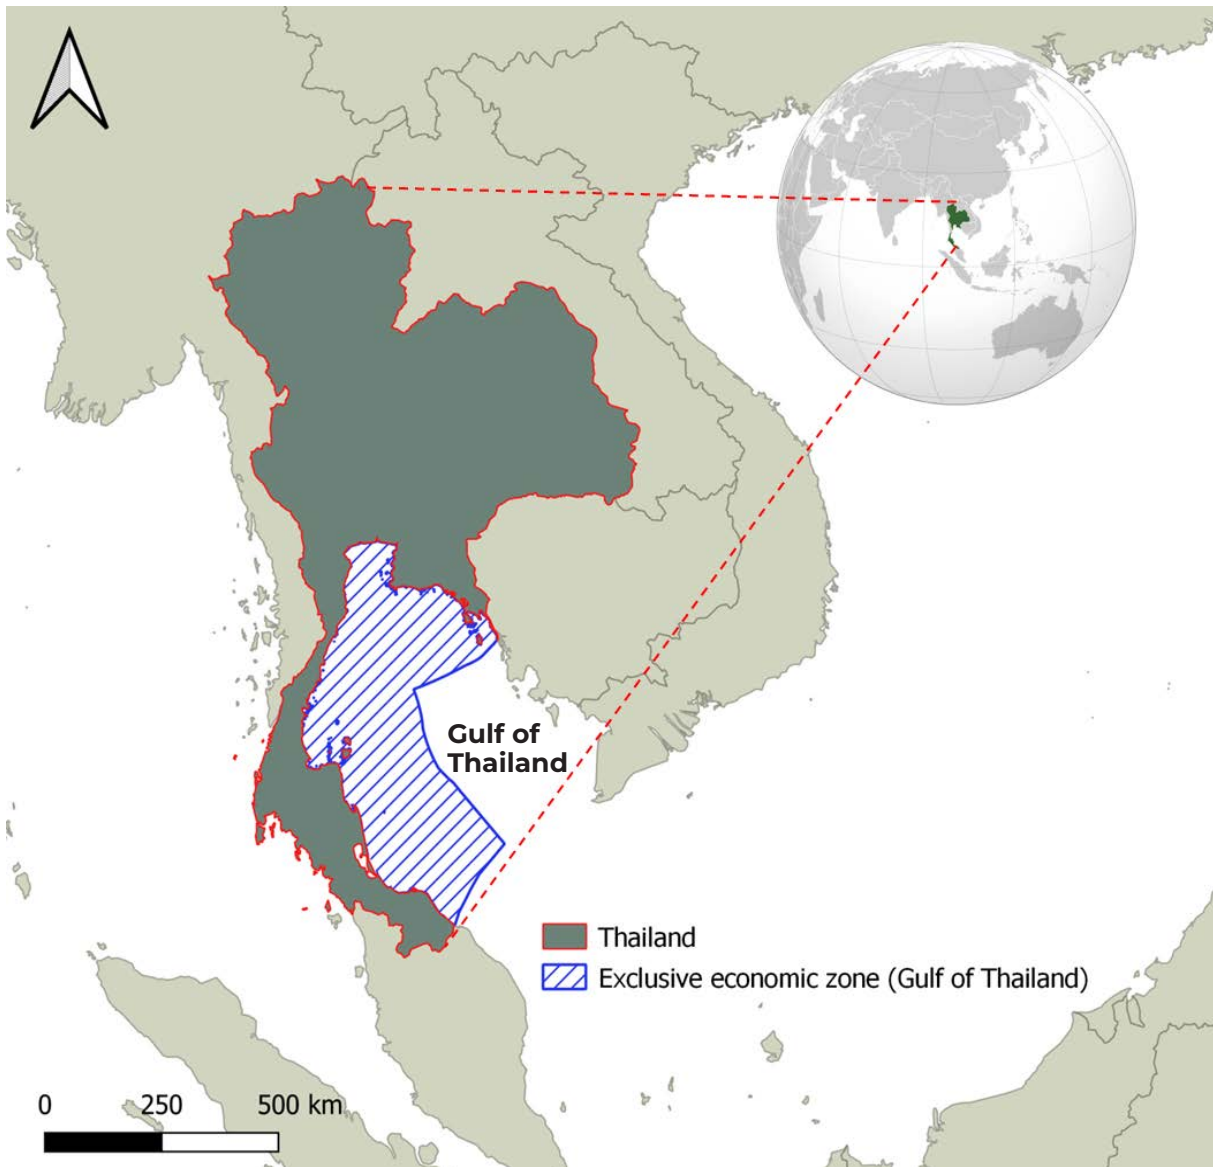 Gulf of
Thailand
Thailand
Exclusive economic zone (Gulf of Thailand)
0 250 500 km